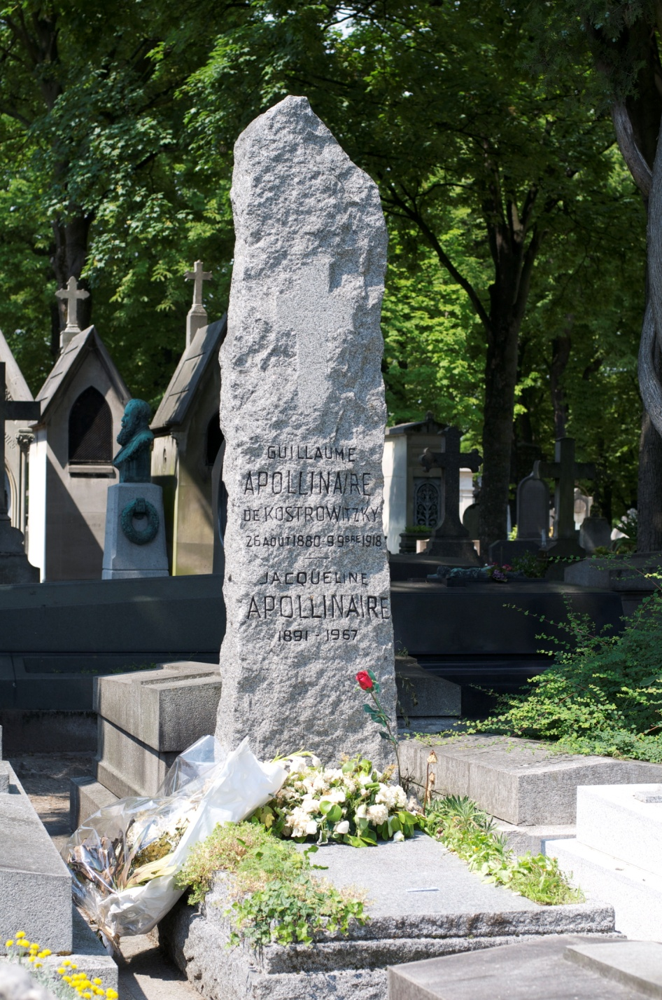 GUILLAUME
APOLLINAIRE
DE KOSTROWITZKY
26 AOUT 1880 - 9 9BRE 1918
JACQUELINE
APOLLINAIRE
1891 - 1967